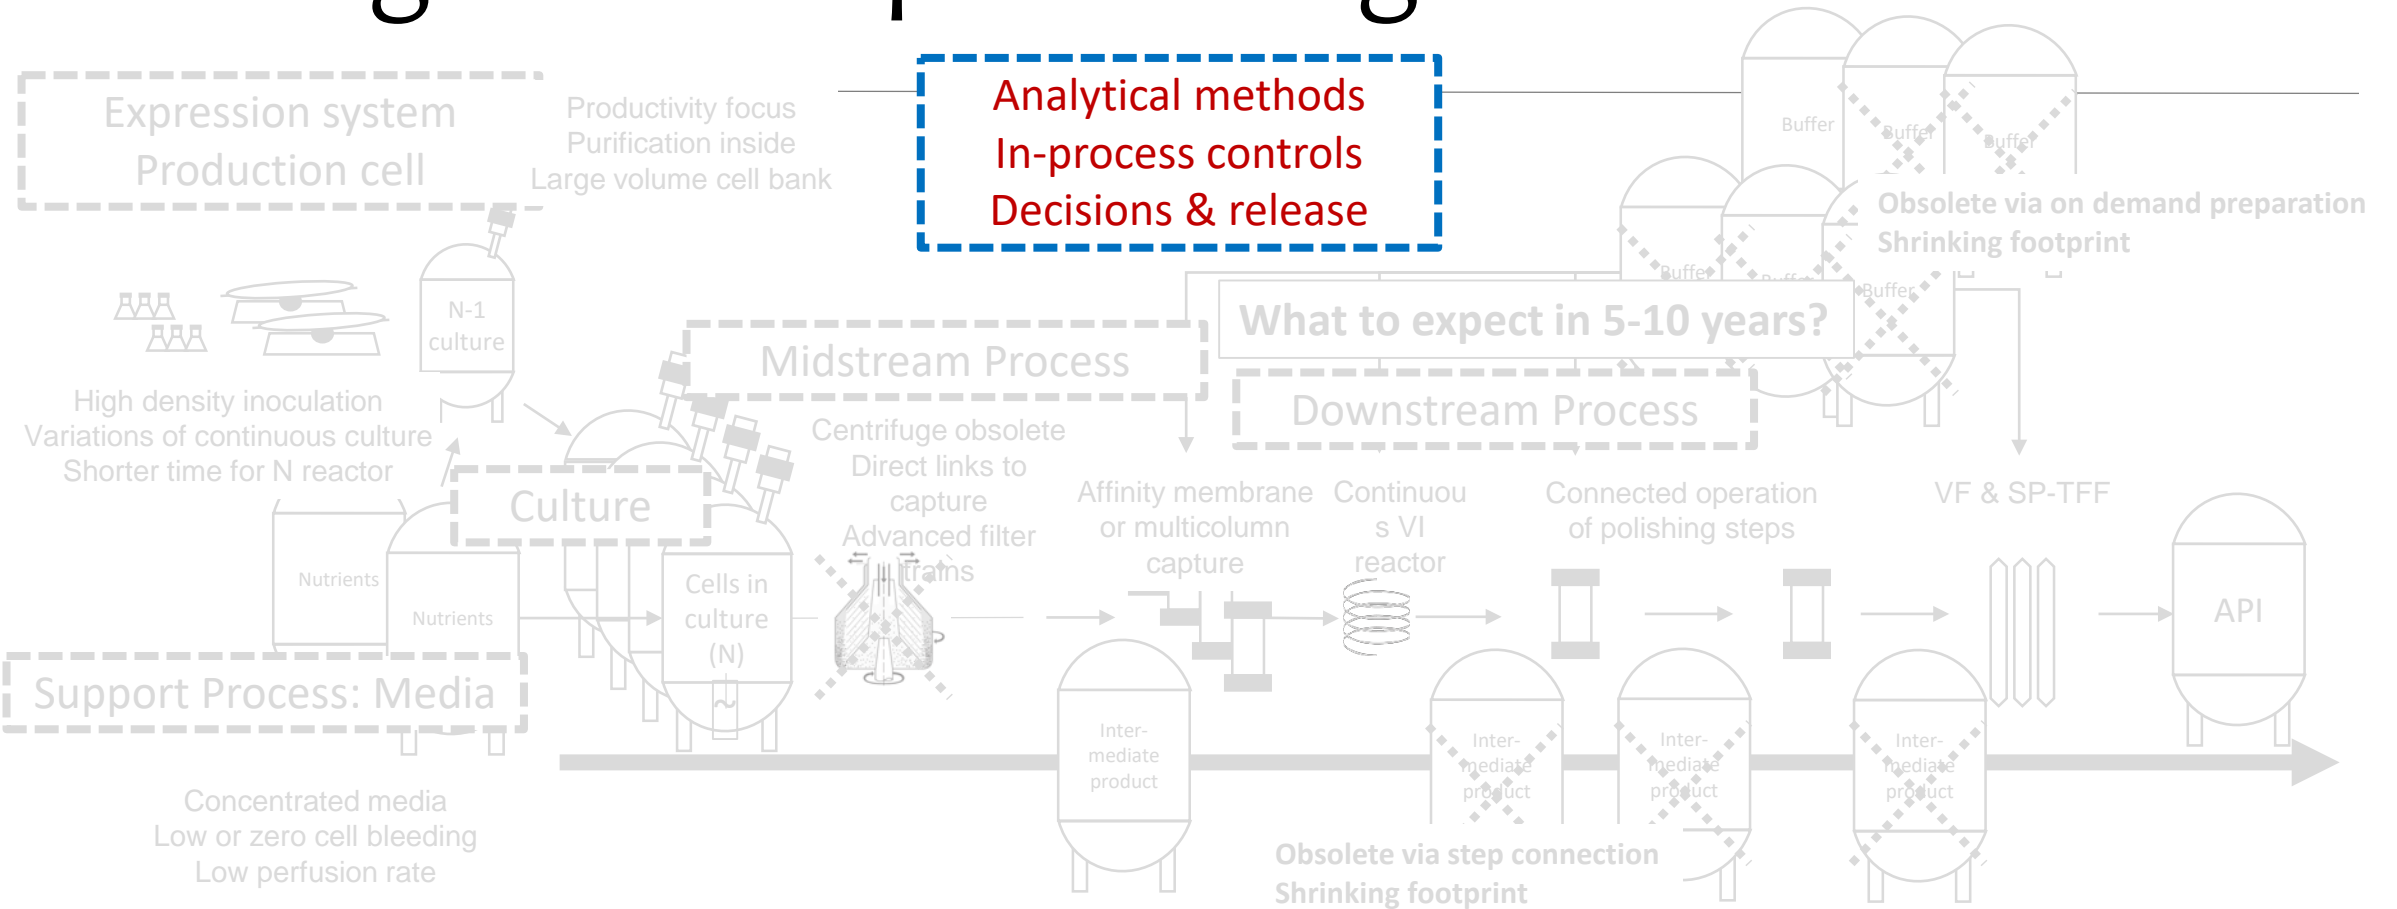 Analytical methods
In-process controls
Decisions & release
Expression system
Production cell
Productivity focus
Purification inside
Large volume cell bank
Buffer
Buffer
Buffer
Obsolete via on demand preparation
Shrinking footprint
Buffer
Buffer
Buffer
N-1
culture
What to expect in 5-10 years?
Midstream Process
Downstream Process
High density inoculation
Variations of continuous culture
Shorter time for N reactor
Centrifuge obsolete
Direct links to
capture
Advanced filter
trains
Culture
Affinity membrane
or multicolumn
capture
Continuou
s VI
reactor
Connected operation
of polishing steps
VF & SP-TFF
Nutrients
Nutrients
Cells in
culture
(N)
API
Support Process: Media
Inter-
mediate
product
Inter-
mediate
product
Inter-
mediate
product
Inter-
mediate
product
Concentrated media
Low or zero cell bleeding
Low perfusion rate
Obsolete via step connection
Shrinking footprint